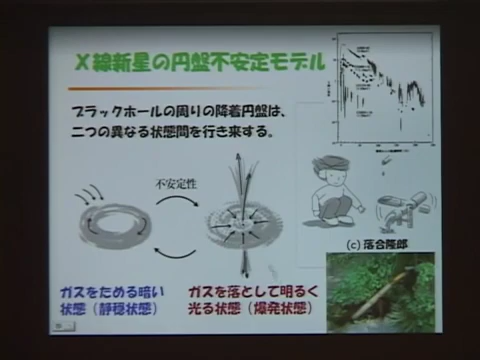 X線新星の円盤不安定モデル
ブラックホールの周りの降着円盤は、
二つの異なる状態間を行き来する。
不安定性
(c) 落合隆郎
ガスをためる暗い
状態（静穏状態）
ガスを落として明るく
光る状態（爆発状態）